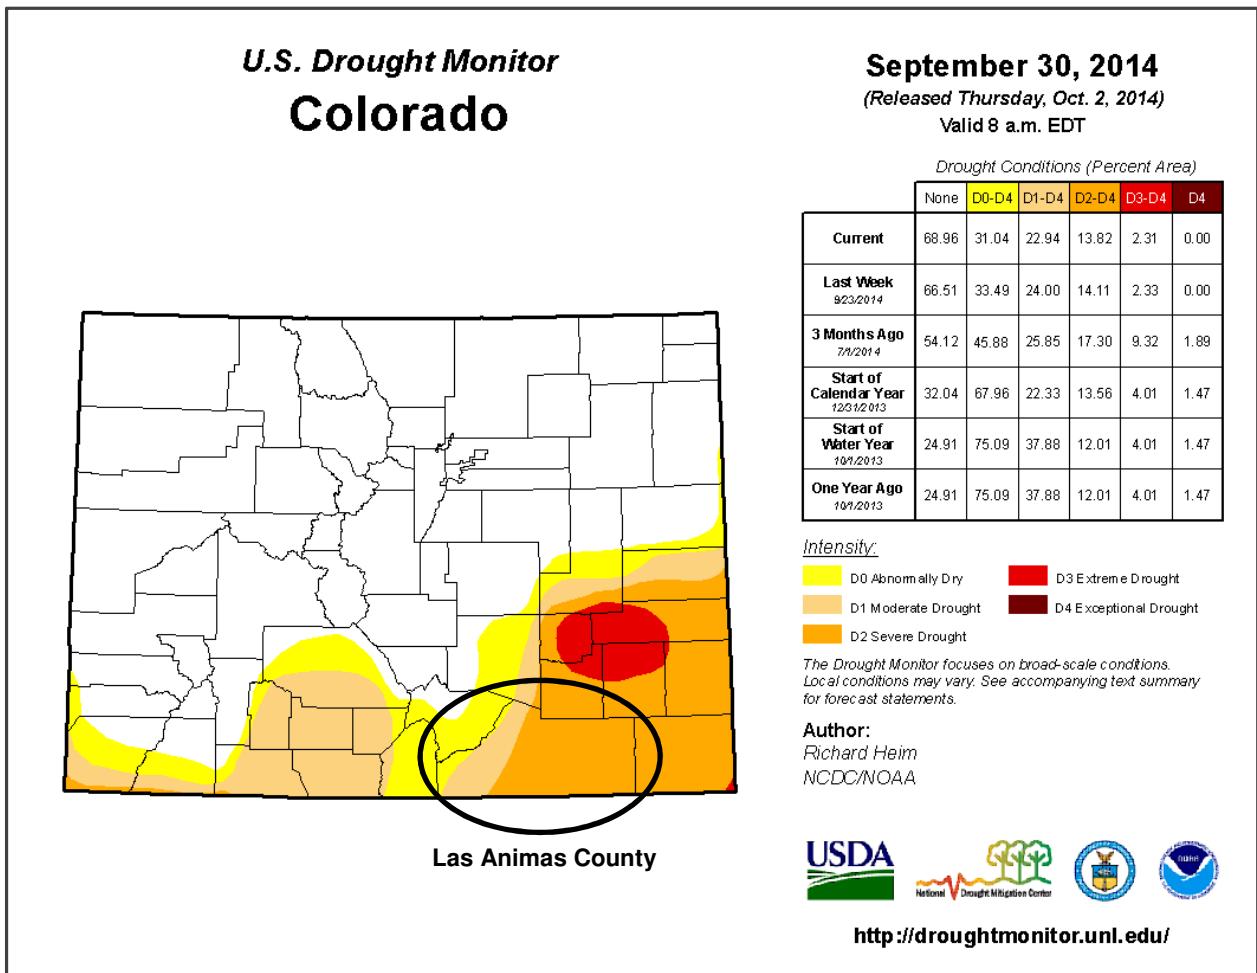 U.S. Drought Monitor
Colorado
September 30, 2014
(Released Thursday, Oct. 2, 2014)
Valid 8 a.m. EDT
Drought Conditions (Percent Area)
None D0-D4 D1-D4 D2-D4 D3-D4 D4
Current 68.96 31.04 22.94 13.82 2.31 0.00
Last Week
9/23/2014 66.51 33.49 24.00 14.11 2.33 0.00
3 Months Ago
7/1/2014 54.12 45.88 25.85 17.30 9.32 1.89
Start of
Calendar Year
12/31/2013 32.04 67.96 22.33 13.56 4.01 1.47
Start of
Water Year
10/1/2013 24.91 75.09 37.88 12.01 4.01 1.47
One Year Ago
10/1/2013 24.91 75.09 37.88 12.01 4.01 1.47
Intensity:
D0 Abnormally Dry
D1 Moderate Drought
D2 Severe Drought
D3 Extreme Drought
D4 Exceptional Drought
The Drought Monitor focuses on broad-scale conditions.
Local conditions may vary. See accompanying text summary
for forecast statements.
Author:
Richard Heim
NCDC/NOAA
Las Animas County
USDA
National Drought Mitigation Center
noaa
http://droughtmonitor.unl.edu/